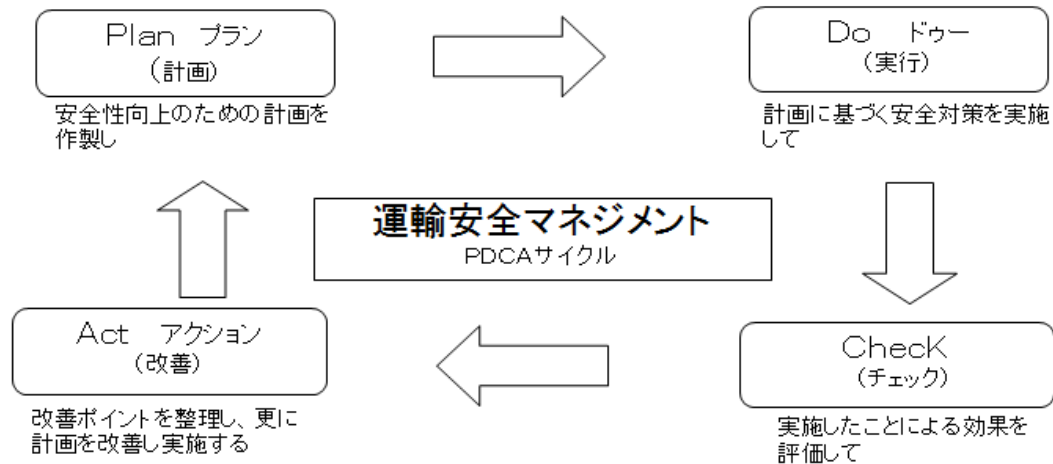 Plan プラン
(計画)
安全性向上のための計画を
作製し
Do ドゥー
(実行)
計画に基づく安全対策を実施
して
運輸安全マネジメント
PDCAサイクル
ChecK
(チェック)
実施したことによる効果を
評価して
Act アクション
(改善)
改善ポイントを整理し、更に
計画を改善し実施する